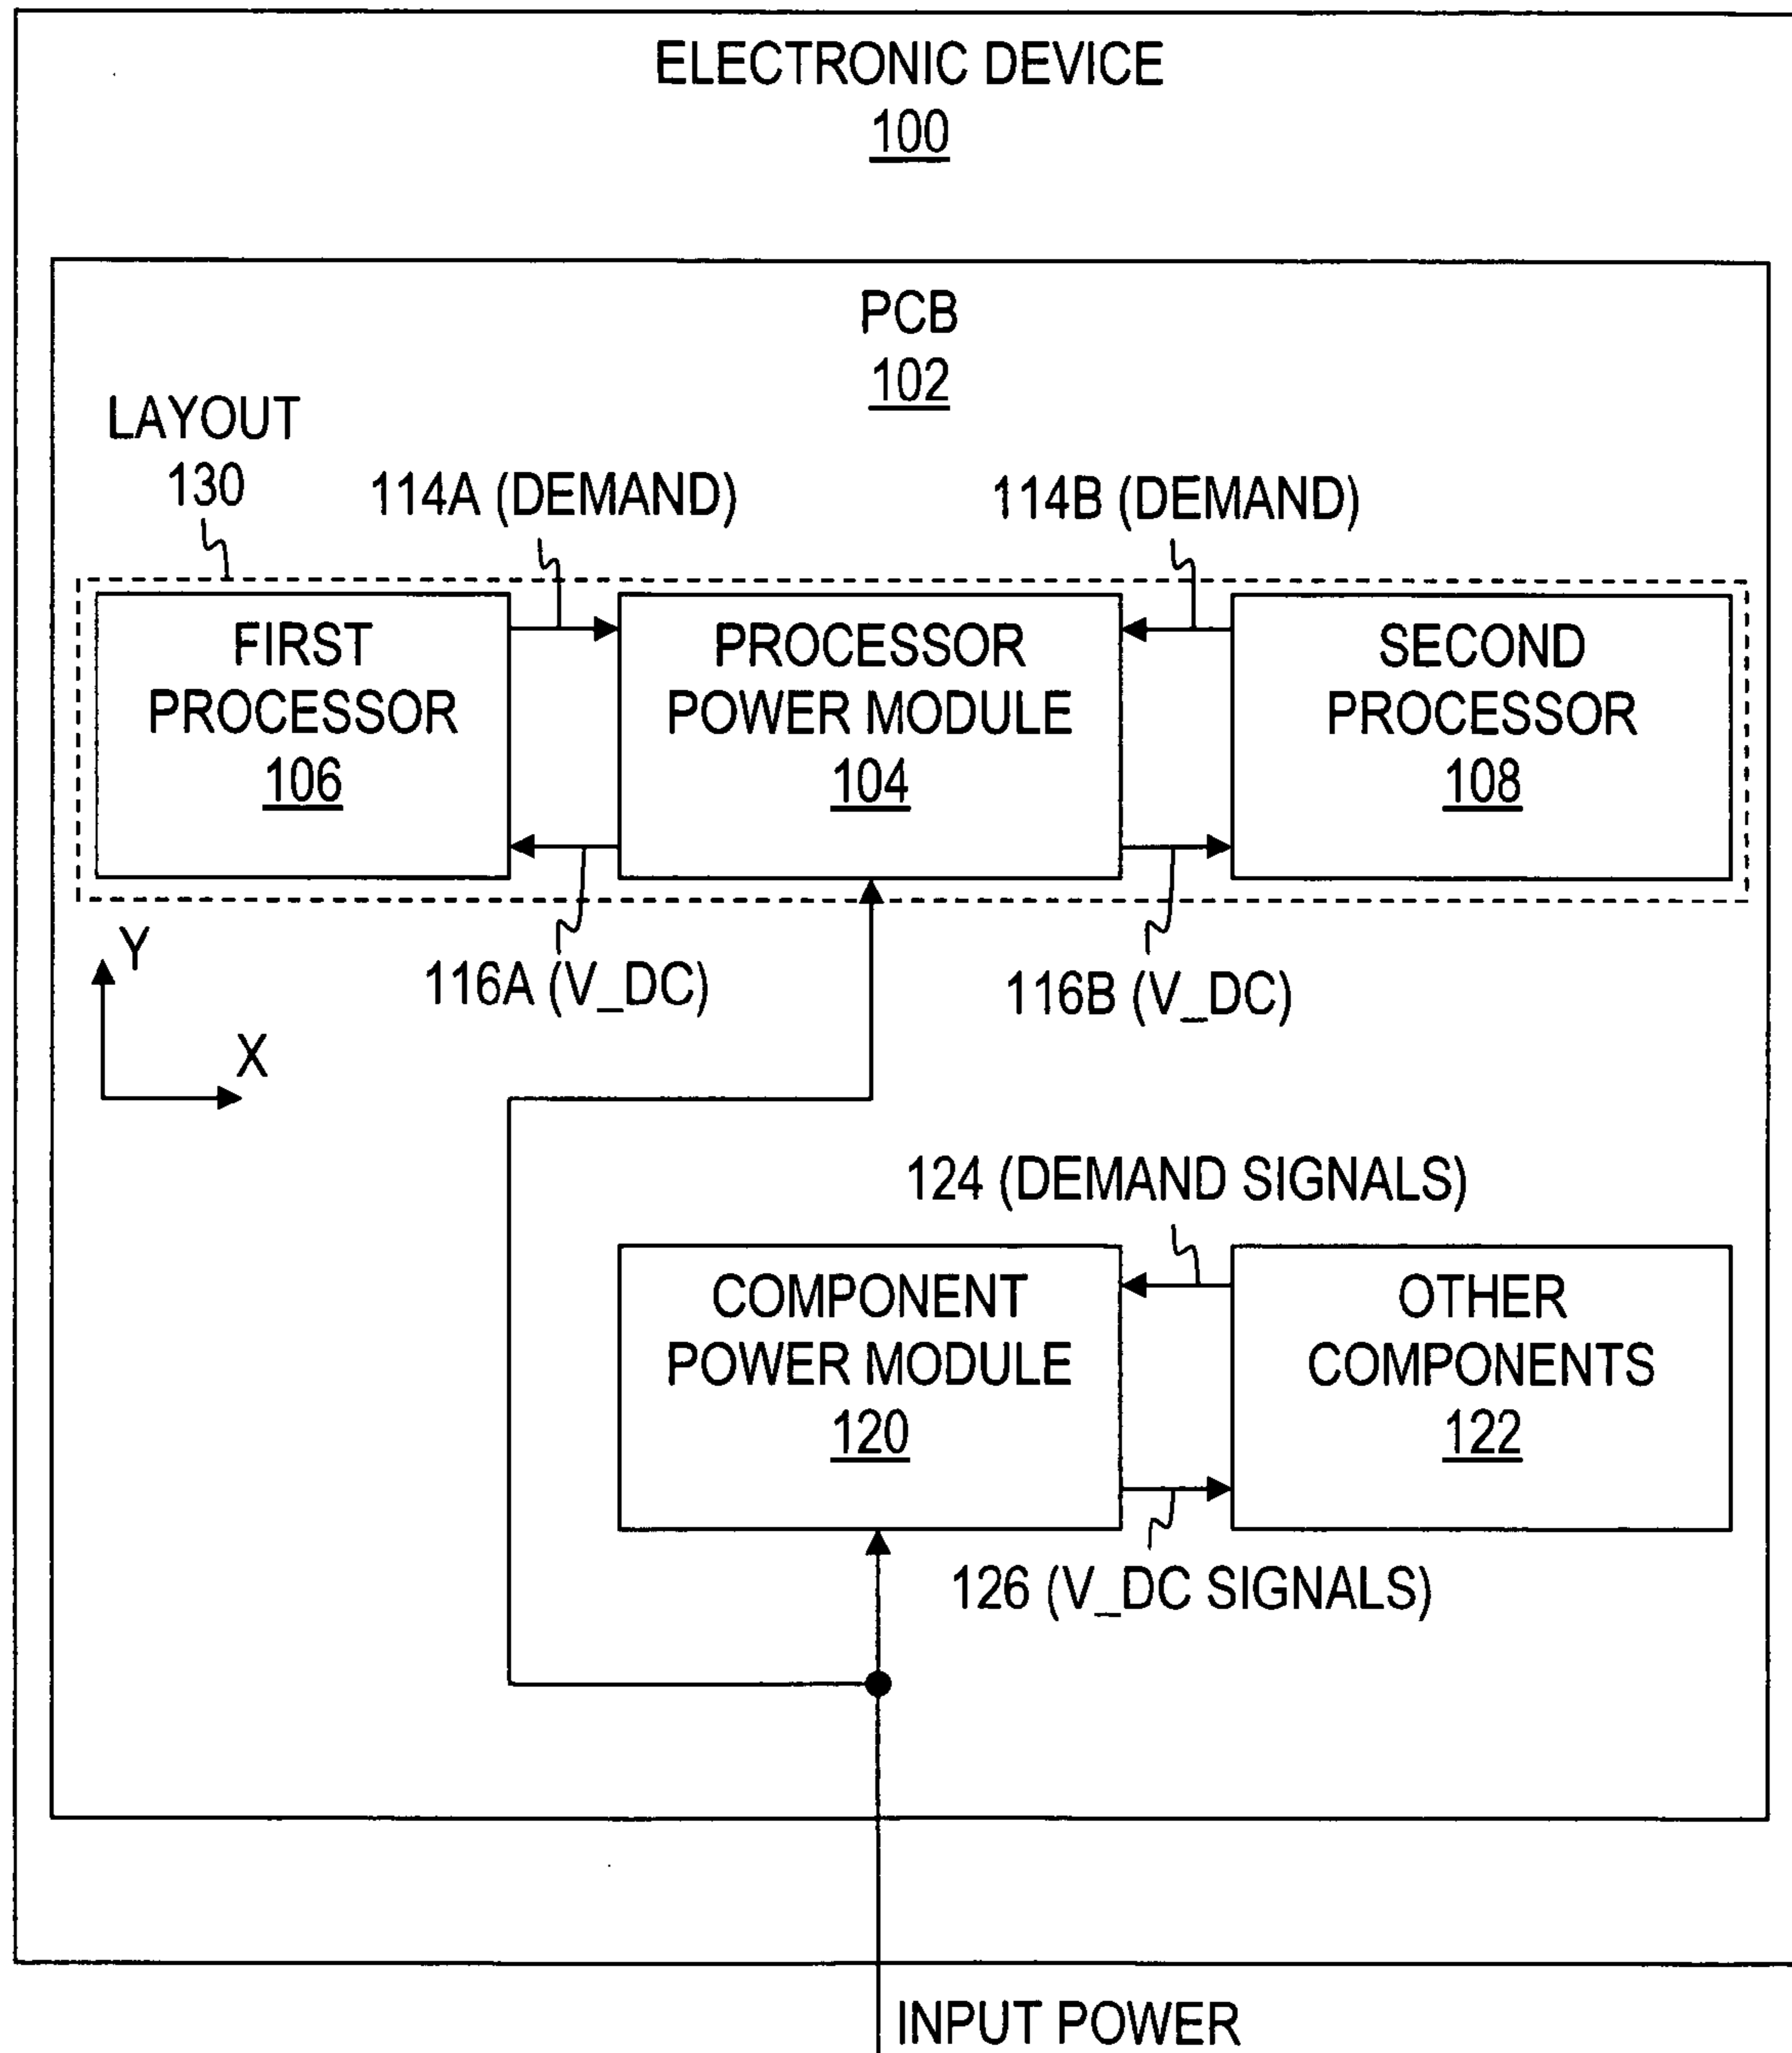 ELECTRONIC DEVICE
100
PCB
102
LAYOUT
130
114A (DEMAND)
114B (DEMAND)
FIRST
PROCESSOR
106
PROCESSOR
POWER MODULE
104
SECOND
PROCESSOR
108
116A (V_DC)
116B (V_DC)
Y
X
124 (DEMAND SIGNALS)
COMPONENT
POWER MODULE
120
OTHER
COMPONENTS
122
126 (V_DC SIGNALS)
INPUT POWER